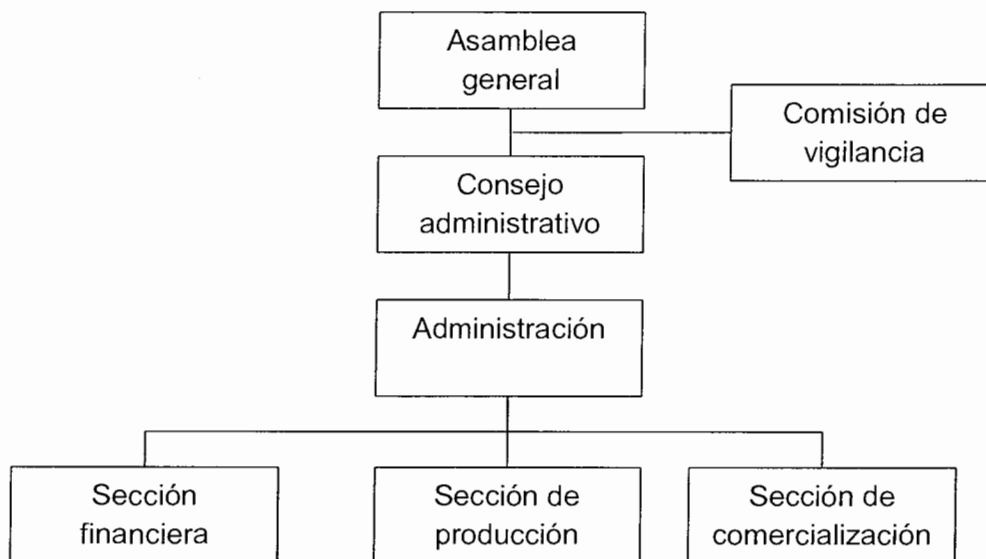 Asamblea
general
Comisión de
vigilancia
Consejo
administrativo
Administración
Sección
financiera
Sección de
producción
Sección de
comercialización